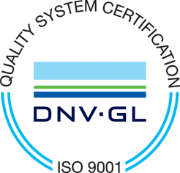 QUALITY SYSTEM CERTIFICATION
DNV·GL
ISO 9001